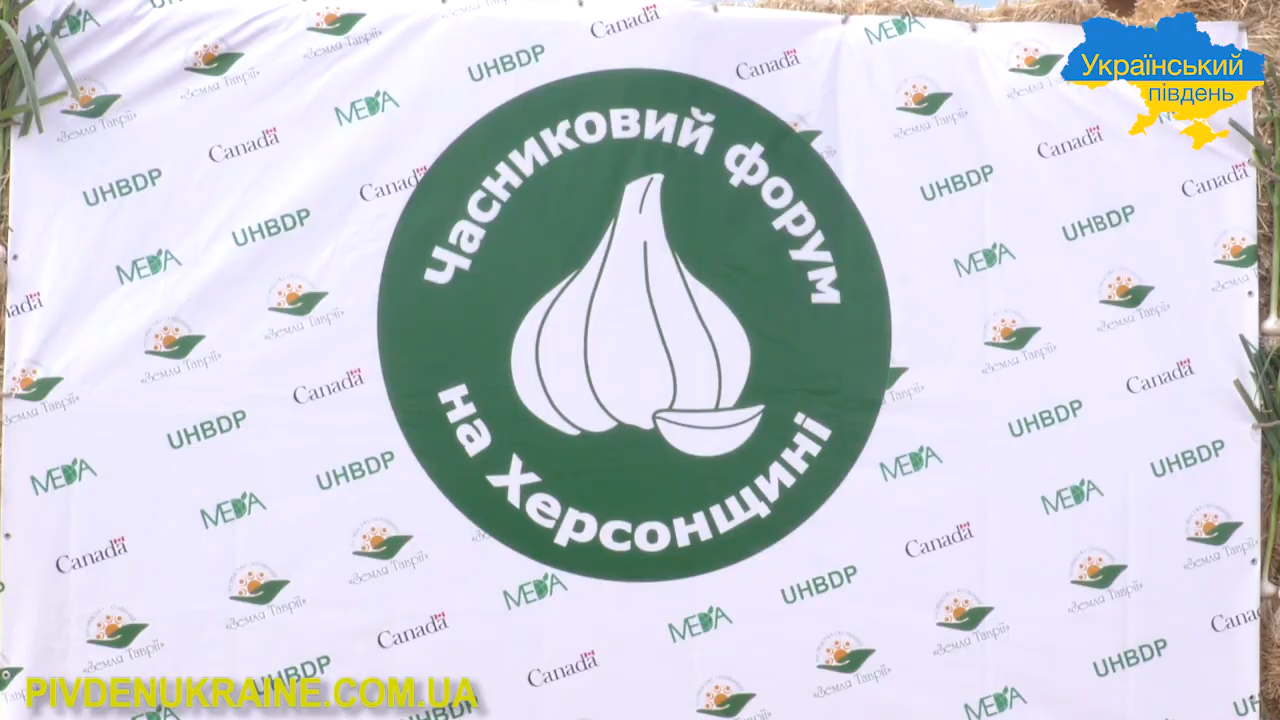 Український
південь
Часниковий форум
на Херсонщині
UHBDP
MEDA
Canada
«Земля Таврії»
PIVDENUKRAINE.COM.UA